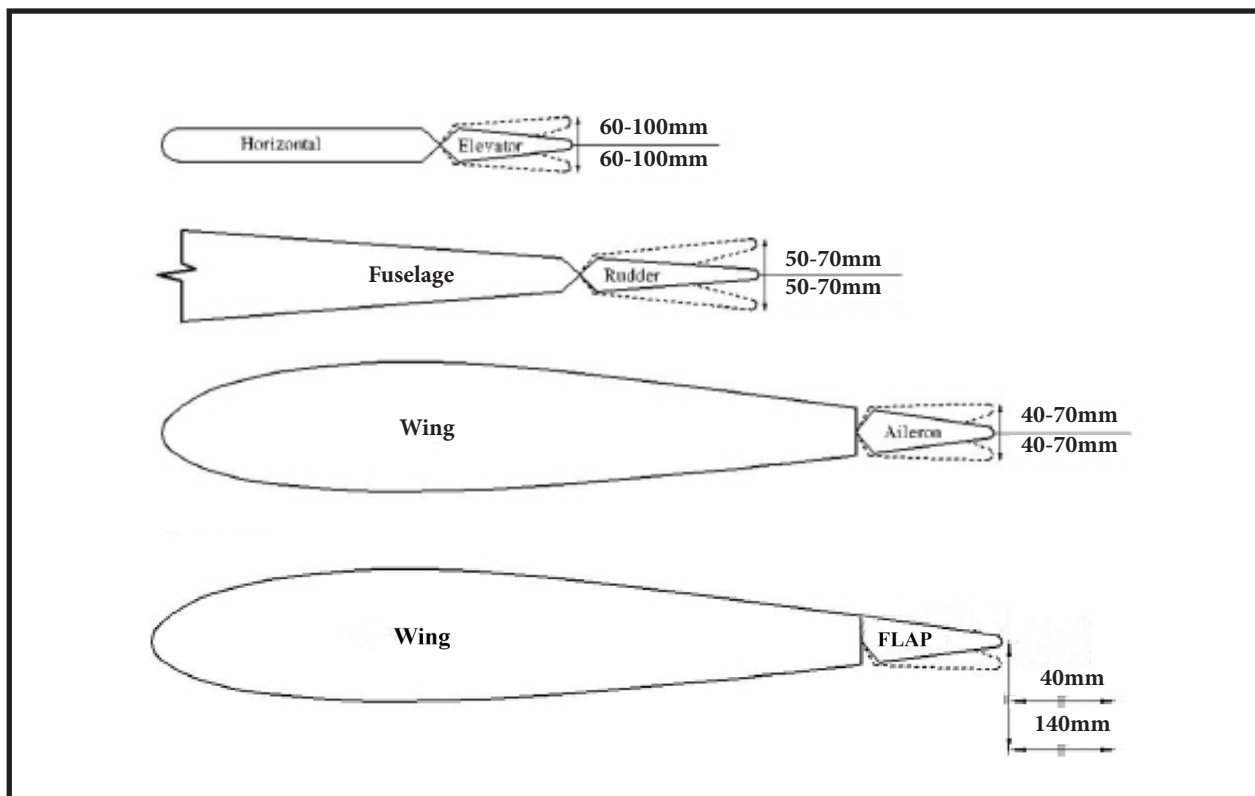 60-100mm
Horizontal
Elevator
60-100mm
50-70mm
Fuselage
Rudder
50-70mm
40-70mm
Wing
Aileron
40-70mm
Wing
FLAP
40mm
140mm